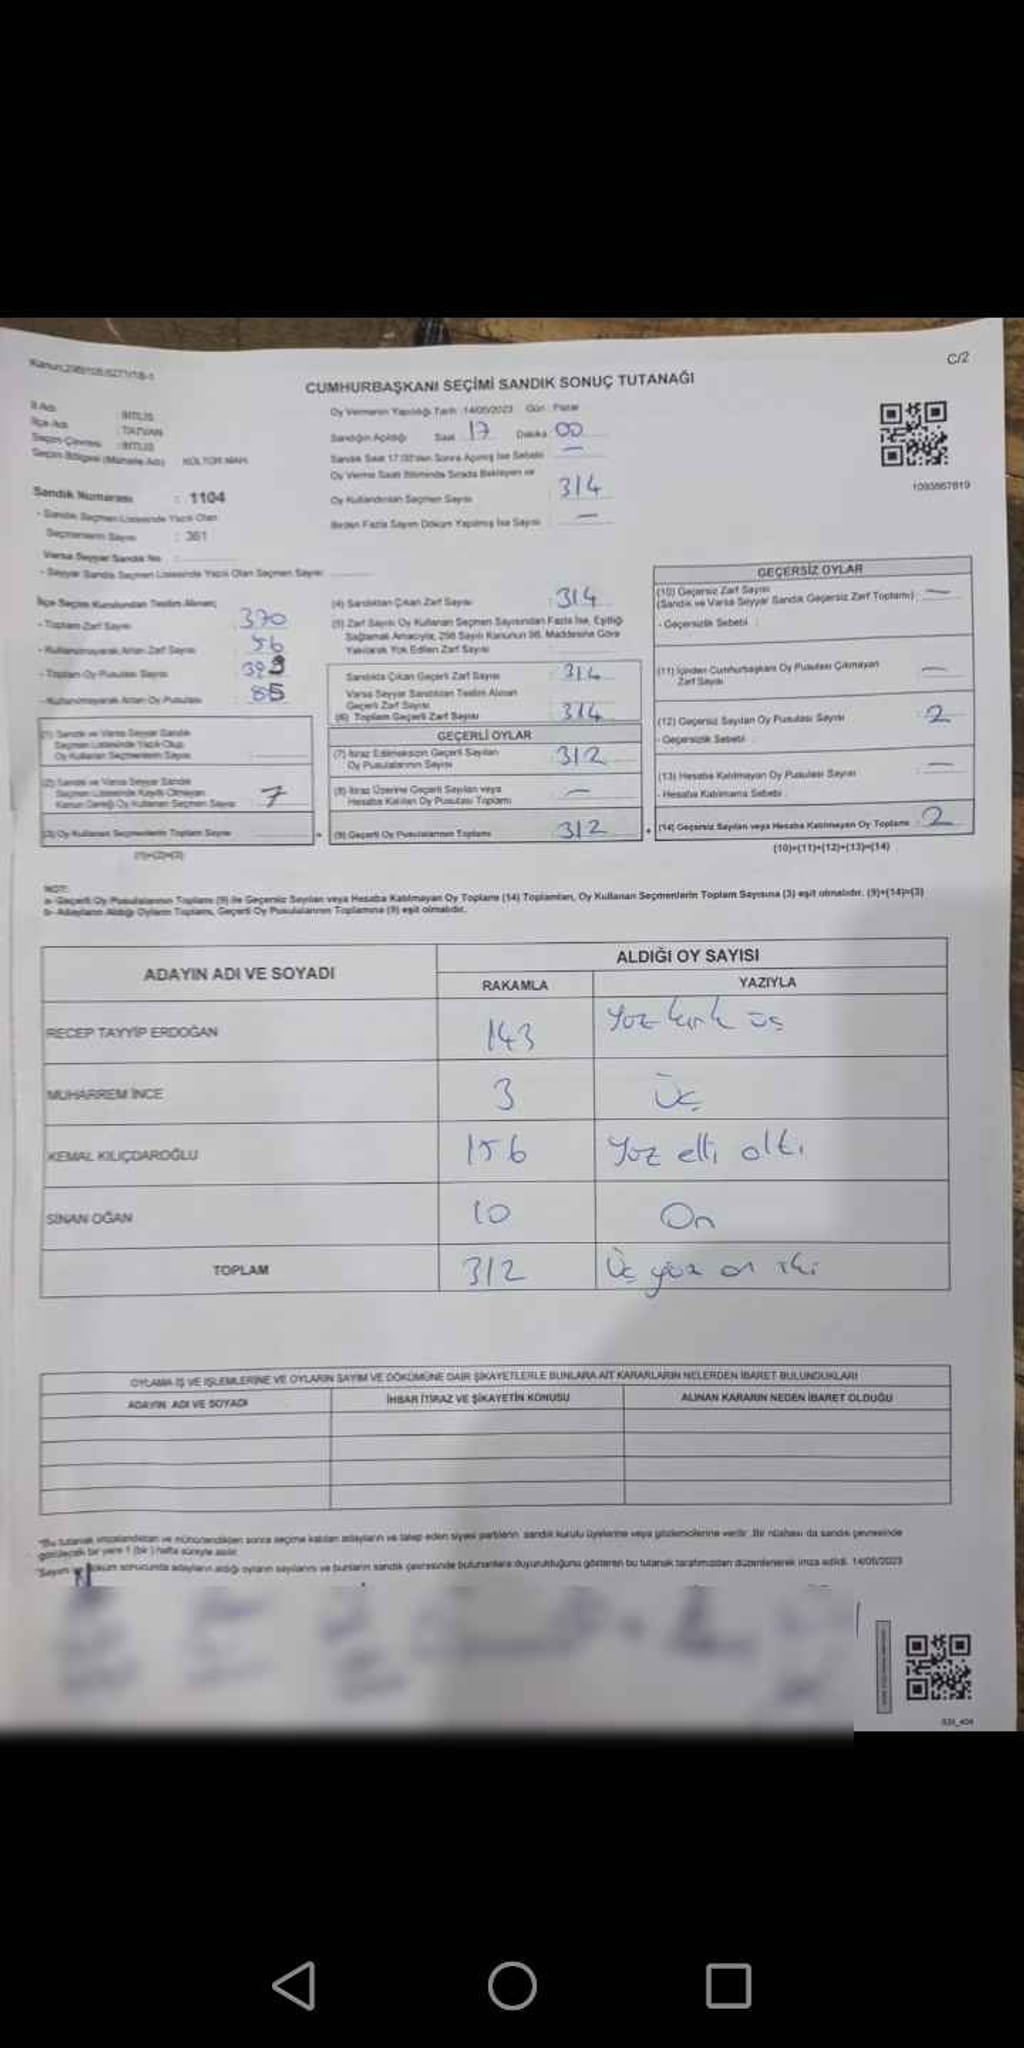 Kanun:298/105/6271/18-1
C/2
CUMHURBAŞKANI SEÇİMİ SANDIK SONUÇ TUTANAĞI
İl Adı : BİTLİS
İlçe Adı : TATVAN
Seçim Çevresi : BİTLİS
Seçim Bölgesi (Mahalle Adı) KÜLTÜR MAH.
Sandık Numarası : 1104
- Sandık Seçmen Listesinde Yazılı Olan
Seçmenlerin Sayısı : 361
Varsa Seyyar Sandık No :
- Seyyar Sandık Seçmen Listesinde Yazılı Olan Seçmen Sayısı:
Oy Vermenin Yapıldığı Tarih :14/05/2023 Gün : Pazar
Sandığın Açıldığı Saat : 17 Dakika : 00
Sandık Saat 17:00'den Sonra Açılmış İse Sebebi : —
Oy Verme Saati Bitiminde Sırada Bekleyen ve
Oy Kullandırılan Seçmen Sayısı : 314
Birden Fazla Sayım Döküm Yapılmış İse Sayısı : —
1093867819
İlçe Seçim Kurulundan Teslim Alınan;
- Toplam Zarf Sayısı 370
- Kullanılmayarak Artan Zarf Sayısı 56
- Toplam Oy Pusulası Sayısı
- Kullanılmayarak Artan Oy Pusulası
(1) Sandık ve Varsa Seyyar Sandık
Seçmen Listesinde Yazılı Olup,
Oy Kullanan Seçmenlerin Sayısı
(2) Sandık ve Varsa Seyyar Sandık
Seçmen Listesinde Kayıtlı Olmayan
Kanun Gereği Oy Kullanan Seçmen Sayısı 7
(3) Oy Kullanan Seçmenlerin Toplam Sayısı
(1)+(2)=(3)
(4) Sandıktan Çıkan Zarf Sayısı : 314
(5) Zarf Sayısı Oy Kullanan Seçmen Sayısından Fazla İse, Eşitliği
Sağlamak Amacıyla, 298 Sayılı Kanunun 98. Maddesine Göre
Yakılarak Yok Edilen Zarf Sayısı
Sandıkta Çıkan Geçerli Zarf Sayısı : 314
Varsa Seyyar Sandıktan Teslim Alınan
Geçerli Zarf Sayısı
(6) Toplam Geçerli Zarf Sayısı 314
GEÇERLİ OYLAR
(7) İtiraz Edilmeksizin Geçerli Sayılan
Oy Pusulalarının Sayısı : 312
(8) İtiraz Üzerine Geçerli Sayılan veya
Hesaba Katılan Oy Pusulası Toplamı : —
(9) Geçerli Oy Pusulalarının Toplamı : 312
GEÇERSİZ OYLAR
(10) Geçersiz Zarf Sayısı
(Sandık ve Varsa Seyyar Sandık Geçersiz Zarf Toplamı) : —
- Geçersizlik Sebebi :
(11) İçinden Cumhurbaşkanı Oy Pusulası Çıkmayan
Zarf Sayısı : —
(12) Geçersiz Sayılan Oy Pusulası Sayısı : 2
- Geçersizlik Sebebi :
(13) Hesaba Katılmayan Oy Pusulası Sayısı : —
- Hesaba Katılmama Sebebi :
(14) Geçersiz Sayılan veya Hesaba Katılmayan Oy Toplamı : 2
(10)+(11)+(12)+(13)=(14)
NOT:
a- Geçerli Oy Pusulalarının Toplamı (9) ile Geçersiz Sayılan veya Hesaba Katılmayan Oy Toplamı (14) Toplamları, Oy Kullanan Seçmenlerin Toplam Sayısına (3) eşit olmalıdır. (9)+(14)=(3)
b- Adayların Aldığı Oyların Toplamı, Geçerli Oy Pusulalarının Toplamına (9) eşit olmalıdır.
ADAYIN ADI VE SOYADI
ALDIĞI OY SAYISI
RAKAMLA YAZIYLA
RECEP TAYYİP ERDOĞAN 143 Yüz kırk üç
MUHARREM İNCE 3 Üç
KEMAL KILIÇDAROĞLU 156 Yüz elli altı
SİNAN OĞAN 10 On
TOPLAM 312 Üç yüz on iki
OYLAMA İŞ VE İŞLEMLERİNE VE OYLARIN SAYIM VE DÖKÜMÜNE DAİR ŞİKAYETLERLE BUNLARA AİT KARARLARIN NELERDEN İBARET BULUNDUKLARI
ADAYIN ADI VE SOYADI İHBAR İTİRAZ VE ŞİKAYETİN KONUSU ALINAN KARARIN NEDEN İBARET OLDUĞU
*Bu tutanak imzalandıktan ve mühürlendikten sonra seçime katılan adayların ve talep eden siyasi partilerin sandık kurulu üyelerine veya gözlemcilerine verilir. Bir nüshası da sandık çevresinde
görülecek bir yere 1 (bir) hafta süreyle asılır.
*Sayım ve döküm sonucunda adayların aldığı oyların sayılarını ve bunların sandık çevresinde bulunanlara duyurulduğunu gösteren bu tutanak tarafımızdan düzenlenerek imza edildi. 14/05/2023